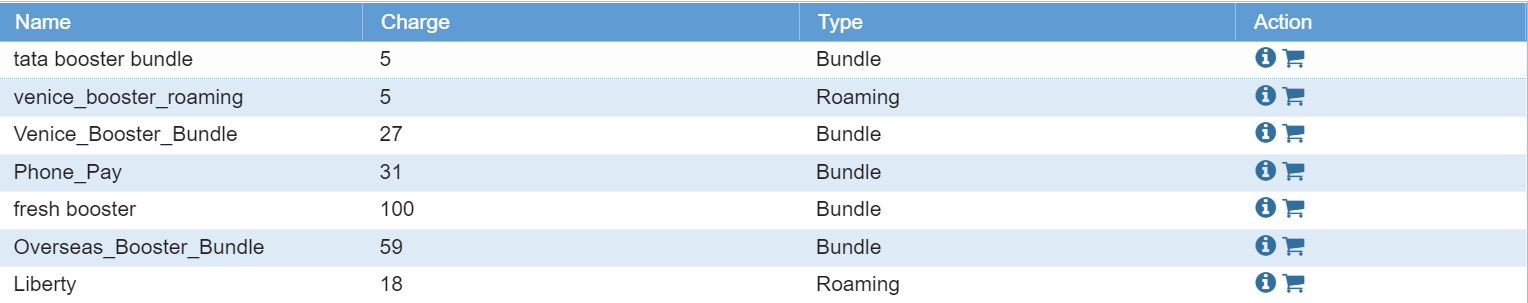 Name Charge Type Action
tata booster bundle 5 Bundle
venice_booster_roaming 5 Roaming
Venice_Booster_Bundle 27 Bundle
Phone_Pay 31 Bundle
fresh booster 100 Bundle
Overseas_Booster_Bundle 59 Bundle
Liberty 18 Roaming